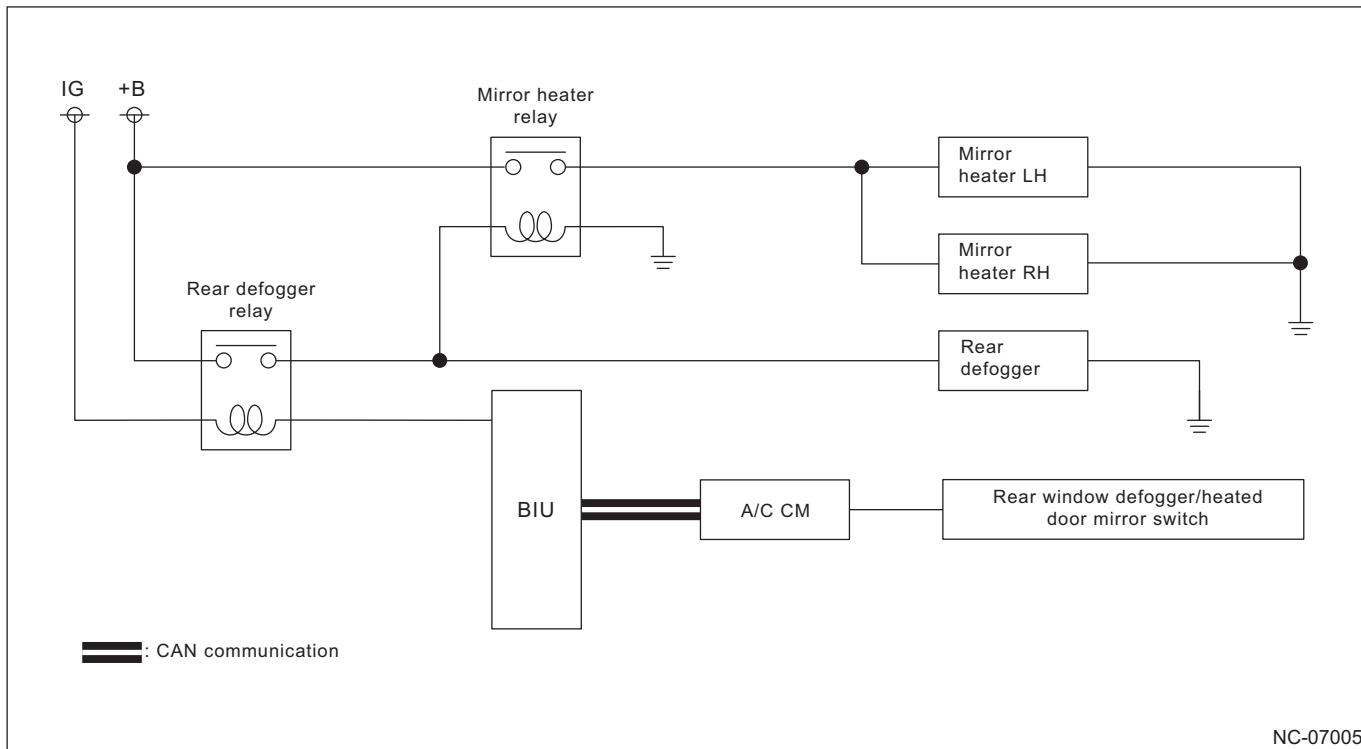 IG
+B
Mirror heater
relay
Mirror
heater LH
Mirror
heater RH
Rear defogger
relay
Rear
defogger
BIU
A/C CM
Rear window defogger/heated
door mirror switch
: CAN communication
NC-07005